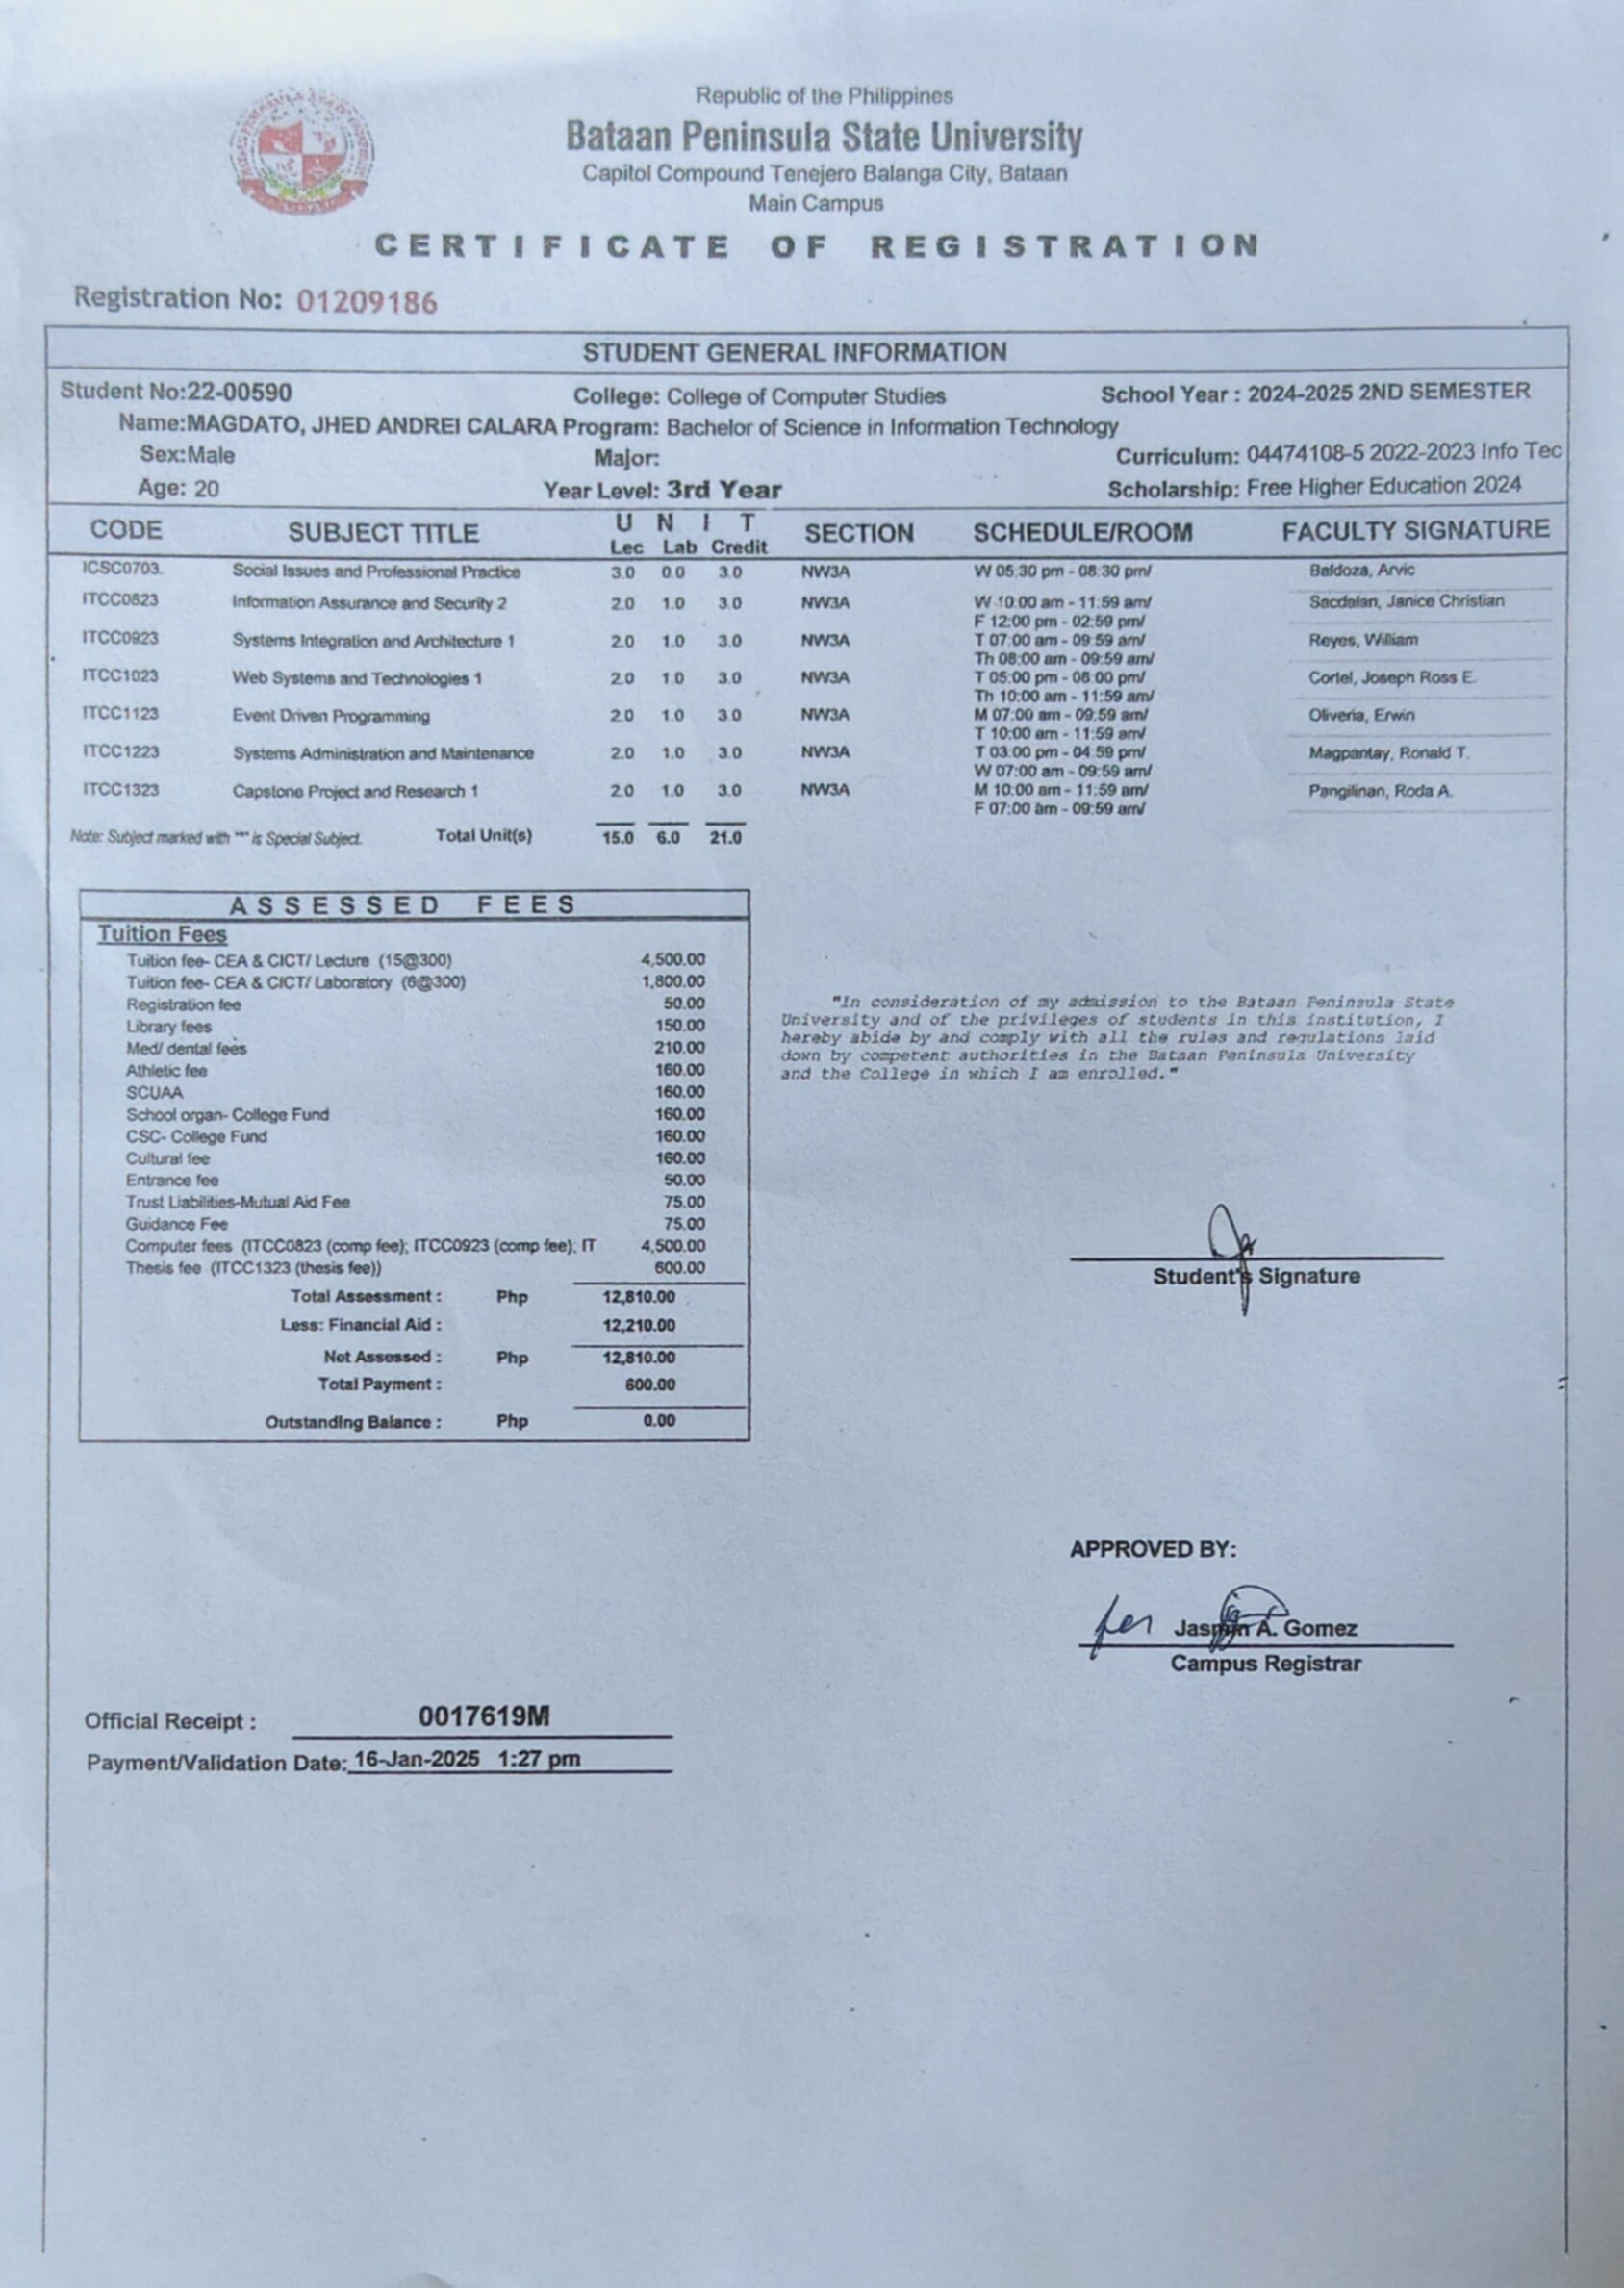 Republic of the Philippines
Bataan Peninsula State University
Capitol Compound Tenejero Balanga City, Bataan
Main Campus
CERTIFICATE OF REGISTRATION
Registration No: 01209186
STUDENT GENERAL INFORMATION
Student No:22-00590 College: College of Computer Studies School Year : 2024-2025 2ND SEMESTER
Name:MAGDATO, JHED ANDREI CALARA Program: Bachelor of Science in Information Technology
Sex:Male Major: Curriculum: 04474108-5 2022-2023 Info Tec
Age: 20 Year Level: 3rd Year Scholarship: Free Higher Education 2024
CODE SUBJECT TITLE UNIT SECTION SCHEDULE/ROOM FACULTY SIGNATURE
Lec Lab Credit
ICSC0703. Social Issues and Professional Practice 3.0 0.0 3.0 NW3A W 05:30 pm - 08:30 pm/ Baldoza, Arvic
ITCC0823 Information Assurance and Security 2 2.0 1.0 3.0 NW3A W 10:00 am - 11:59 am/ Sacdalan, Janice Christian
F 12:00 pm - 02:59 pm/
ITCC0923 Systems Integration and Architecture 1 2.0 1.0 3.0 NW3A T 07:00 am - 09:59 am/ Reyes, William
Th 08:00 am - 09:59 am/
ITCC1023 Web Systems and Technologies 1 2.0 1.0 3.0 NW3A T 05:00 pm - 08:00 pm/ Cortel, Joseph Ross E.
Th 10:00 am - 11:59 am/
ITCC1123 Event Driven Programming 2.0 1.0 3.0 NW3A M 07:00 am - 09:59 am/ Oliveria, Erwin
T 10:00 am - 11:59 am/
ITCC1223 Systems Administration and Maintenance 2.0 1.0 3.0 NW3A T 03:00 pm - 04:59 pm/ Magpantay, Ronald T.
W 07:00 am - 09:59 am/
ITCC1323 Capstone Project and Research 1 2.0 1.0 3.0 NW3A M 10:00 am - 11:59 am/ Pangilinan, Roda A.
F 07:00 am - 09:59 am/
Note: Subject marked with "*" is Special Subject. Total Unit(s) 15.0 6.0 21.0
ASSESSED FEES
Tuition Fees
Tuition fee- CEA & CICT/ Lecture (15@300) 4,500.00
Tuition fee- CEA & CICT/ Laboratory (6@300) 1,800.00
Registration fee 50.00
Library fees 150.00
Med/ dental fees 210.00
Athletic fee 160.00
SCUAA 160.00
School organ- College Fund 160.00
CSC- College Fund 160.00
Cultural fee 160.00
Entrance fee 50.00
Trust Liabilities-Mutual Aid Fee 75.00
Guidance Fee 75.00
Computer fees (ITCC0823 (comp fee); ITCC0923 (comp fee); IT 4,500.00
Thesis fee (ITCC1323 (thesis fee)) 600.00
Total Assessment : Php 12,810.00
Less: Financial Aid : 12,210.00
Net Assessed : Php 12,810.00
Total Payment : 600.00
Outstanding Balance : Php 0.00
"In consideration of my admission to the Bataan Peninsula State
University and of the privileges of students in this institution, I
hereby abide by and comply with all the rules and regulations laid
down by competent authorities in the Bataan Peninsula University
and the College in which I am enrolled."
Student's Signature
APPROVED BY:
for Jasmin A. Gomez
Campus Registrar
Official Receipt : 0017619M
Payment/Validation Date: 16-Jan-2025 1:27 pm